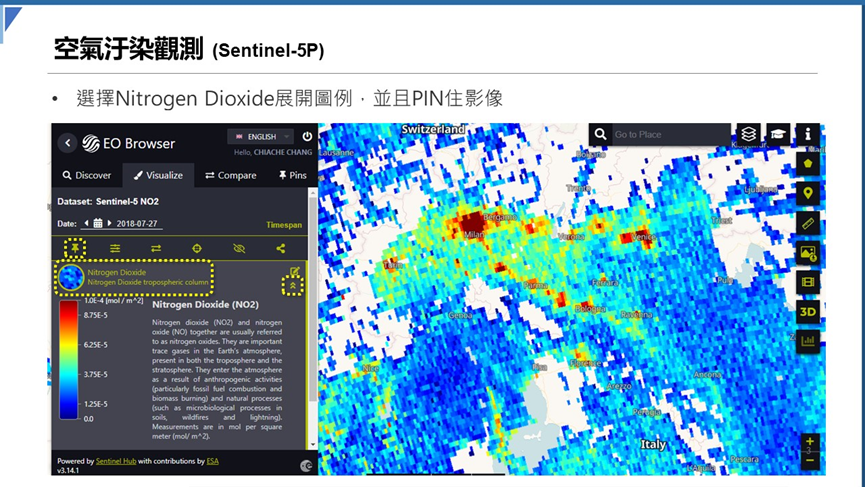 空氣汙染觀測 (Sentinel-5P)
• 選擇Nitrogen Dioxide展開圖例，並且PIN住影像
EO Browser
ENGLISH
Hello, CHIACHE CHANG
Discover Visualize Compare Pins
Dataset: Sentinel-5 NO2
Date: 2018-07-27 Timespan
Nitrogen Dioxide
Nitrogen Dioxide tropospheric column
1.0E-4 [mol / m^2]
8.75E-5
6.25E-5
3.75E-5
1.25E-5
0.0
Nitrogen Dioxide (NO2)
Nitrogen dioxide (NO2) and nitrogen
oxide (NO) together are usually referred
to as nitrogen oxides. They are important
trace gases in the Earth's atmosphere,
present in both the troposphere and the
stratosphere. They enter the atmosphere
as a result of anthropogenic activities
(particularly fossil fuel combustion and
biomass burning) and natural processes
(such as microbiological processes in
soils, wildfires and lightning).
Measurements are in mol per square
meter (mol/ m^2).
Powered by Sentinel Hub with contributions by ESA
v3.14.1
Go to Place
Switzerland
Lausanne
Bolzano
Trento
Ljubljana
Bergamo
Milan
Verona
Venice
Turin
Parma
Ferrara
Genoa
Bologna
Ravenna
Nice
Pisa
Florence
Arezzo
Ancona
Perugia
Italy
Pescara
L'Aquila
3D
3